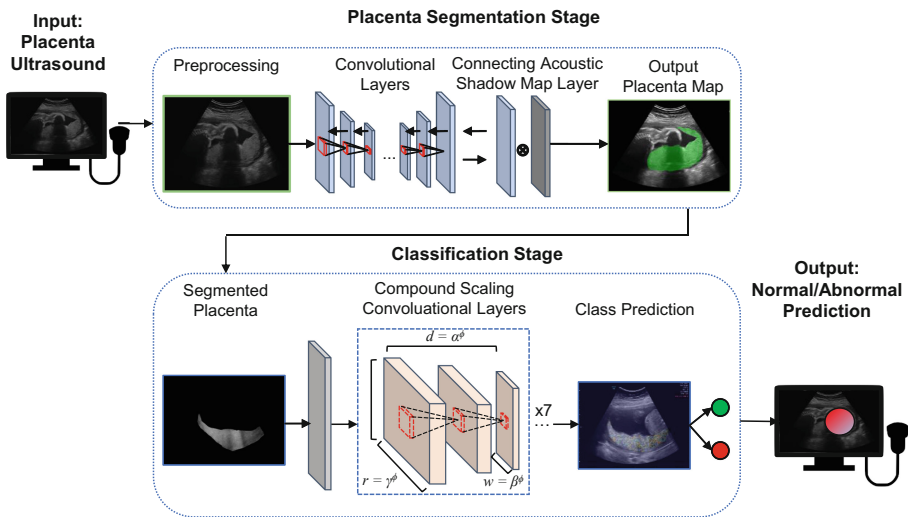 Placenta Segmentation Stage
Input:
Placenta
Ultrasound
Preprocessing
Convolutional
Layers
Connecting Acoustic
Shadow Map Layer
Output
Placenta Map
...
Classification Stage
Segmented
Placenta
Compound Scaling
Convoluational Layers
Class Prediction
Output:
Normal/Abnormal
Prediction
d = α^ϕ
x7
...
r = γ^ϕ
w = β^ϕ